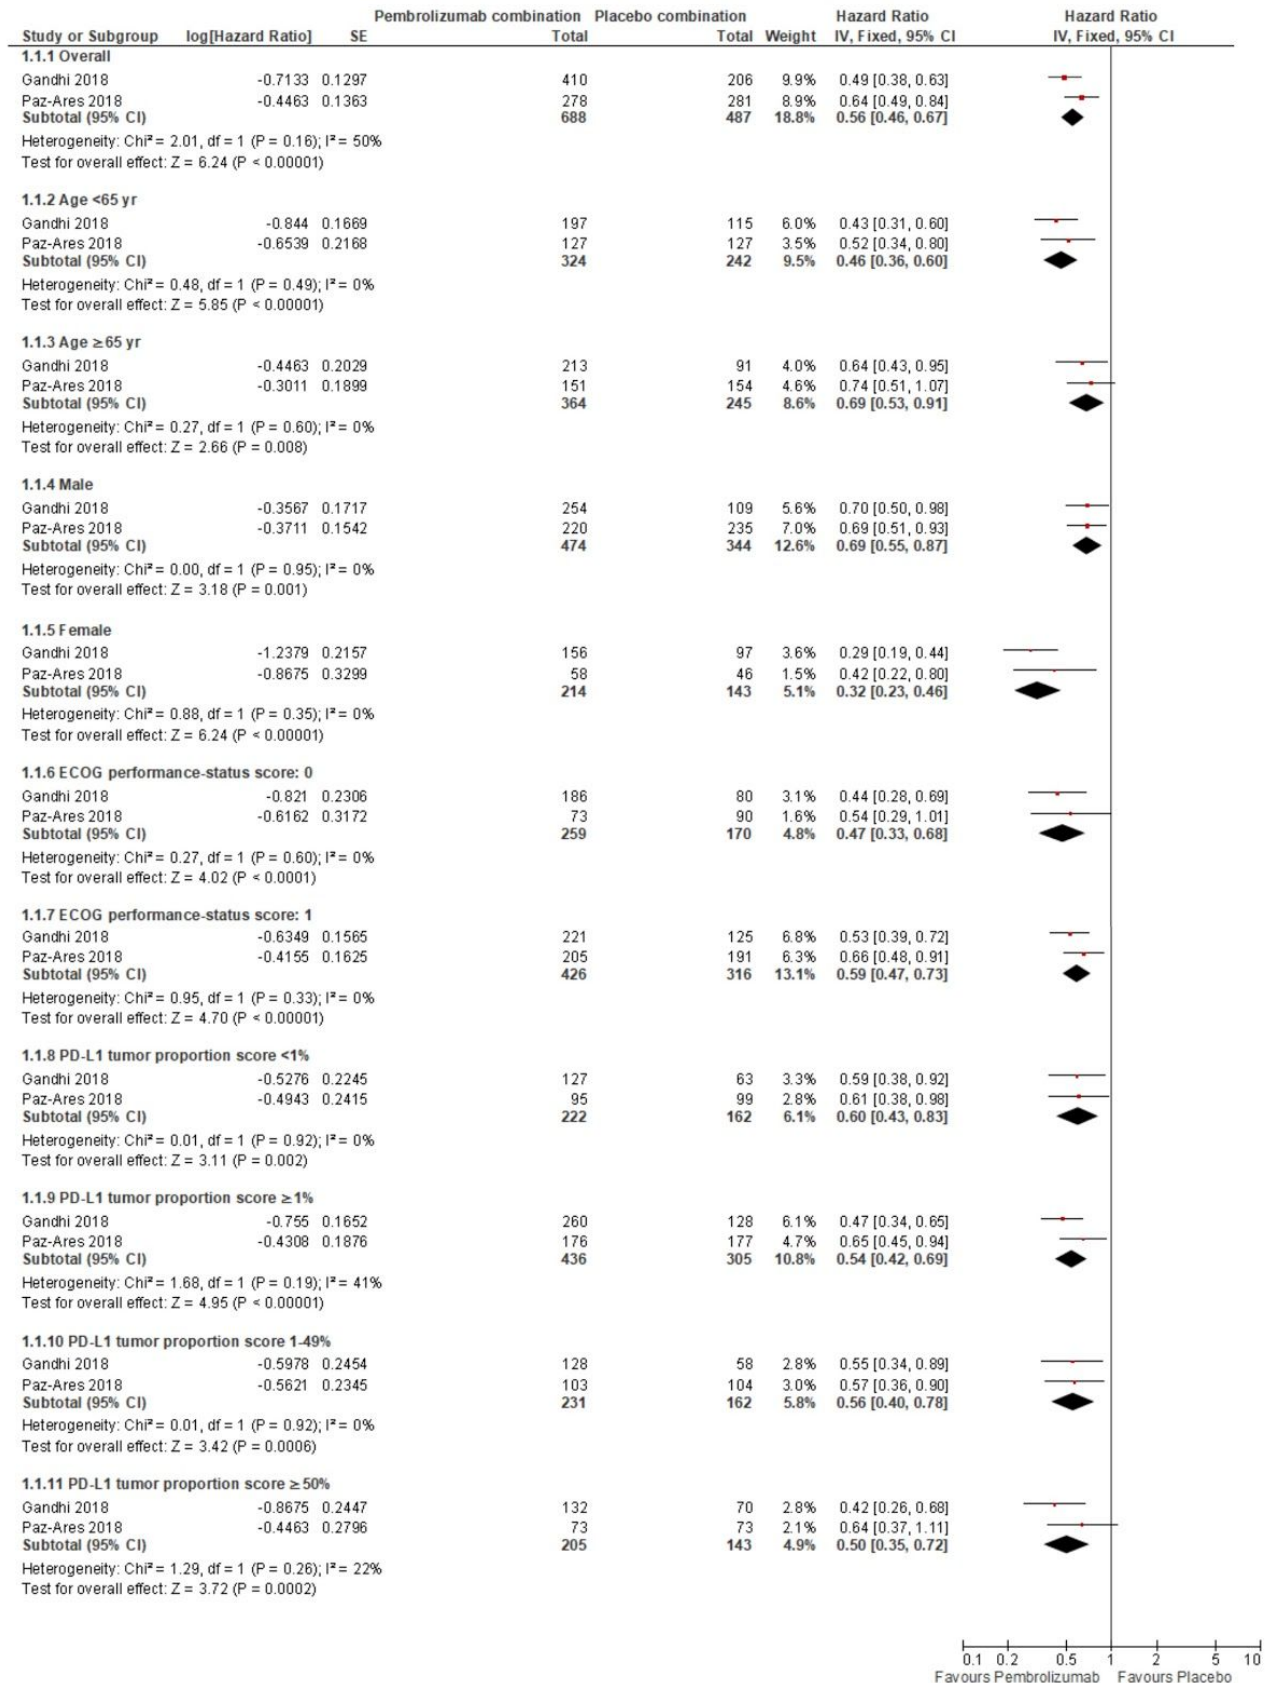 Pembrolizumab combination Placebo combination Hazard Ratio Hazard Ratio
Study or Subgroup log[Hazard Ratio] SE Total Total Weight IV, Fixed, 95% CI IV, Fixed, 95% CI
1.1.1 Overall
Gandhi 2018 -0.7133 0.1297 410 206 9.9% 0.49 [0.38, 0.63]
Paz-Ares 2018 -0.4463 0.1363 278 281 8.9% 0.64 [0.49, 0.84]
Subtotal (95% CI) 688 487 18.8% 0.56 [0.46, 0.67]
Heterogeneity: Chi² = 2.01, df = 1 (P = 0.16); I² = 50%
Test for overall effect: Z = 6.24 (P < 0.00001)
1.1.2 Age <65 yr
Gandhi 2018 -0.844 0.1669 197 115 6.0% 0.43 [0.31, 0.60]
Paz-Ares 2018 -0.6539 0.2168 127 127 3.5% 0.52 [0.34, 0.80]
Subtotal (95% CI) 324 242 9.5% 0.46 [0.36, 0.60]
Heterogeneity: Chi² = 0.48, df = 1 (P = 0.49); I² = 0%
Test for overall effect: Z = 5.85 (P < 0.00001)
1.1.3 Age ≥65 yr
Gandhi 2018 -0.4463 0.2029 213 91 4.0% 0.64 [0.43, 0.95]
Paz-Ares 2018 -0.3011 0.1899 151 154 4.6% 0.74 [0.51, 1.07]
Subtotal (95% CI) 364 245 8.6% 0.69 [0.53, 0.91]
Heterogeneity: Chi² = 0.27, df = 1 (P = 0.60); I² = 0%
Test for overall effect: Z = 2.66 (P = 0.008)
1.1.4 Male
Gandhi 2018 -0.3567 0.1717 254 109 5.6% 0.70 [0.50, 0.98]
Paz-Ares 2018 -0.3711 0.1542 220 235 7.0% 0.69 [0.51, 0.93]
Subtotal (95% CI) 474 344 12.6% 0.69 [0.55, 0.87]
Heterogeneity: Chi² = 0.00, df = 1 (P = 0.95); I² = 0%
Test for overall effect: Z = 3.18 (P = 0.001)
1.1.5 Female
Gandhi 2018 -1.2379 0.2157 156 97 3.6% 0.29 [0.19, 0.44]
Paz-Ares 2018 -0.8675 0.3299 58 46 1.5% 0.42 [0.22, 0.80]
Subtotal (95% CI) 214 143 5.1% 0.32 [0.23, 0.46]
Heterogeneity: Chi² = 0.88, df = 1 (P = 0.35); I² = 0%
Test for overall effect: Z = 6.24 (P < 0.00001)
1.1.6 ECOG performance-status score: 0
Gandhi 2018 -0.821 0.2306 186 80 3.1% 0.44 [0.28, 0.69]
Paz-Ares 2018 -0.6162 0.3172 73 90 1.6% 0.54 [0.29, 1.01]
Subtotal (95% CI) 259 170 4.8% 0.47 [0.33, 0.68]
Heterogeneity: Chi² = 0.27, df = 1 (P = 0.60); I² = 0%
Test for overall effect: Z = 4.02 (P < 0.0001)
1.1.7 ECOG performance-status score: 1
Gandhi 2018 -0.6349 0.1565 221 125 6.8% 0.53 [0.39, 0.72]
Paz-Ares 2018 -0.4155 0.1625 205 191 6.3% 0.66 [0.48, 0.91]
Subtotal (95% CI) 426 316 13.1% 0.59 [0.47, 0.73]
Heterogeneity: Chi² = 0.95, df = 1 (P = 0.33); I² = 0%
Test for overall effect: Z = 4.70 (P < 0.00001)
1.1.8 PD-L1 tumor proportion score <1%
Gandhi 2018 -0.5276 0.2245 127 63 3.3% 0.59 [0.38, 0.92]
Paz-Ares 2018 -0.4943 0.2415 95 99 2.8% 0.61 [0.38, 0.98]
Subtotal (95% CI) 222 162 6.1% 0.60 [0.43, 0.83]
Heterogeneity: Chi² = 0.01, df = 1 (P = 0.92); I² = 0%
Test for overall effect: Z = 3.11 (P = 0.002)
1.1.9 PD-L1 tumor proportion score ≥1%
Gandhi 2018 -0.755 0.1652 260 128 6.1% 0.47 [0.34, 0.65]
Paz-Ares 2018 -0.4308 0.1876 176 177 4.7% 0.65 [0.45, 0.94]
Subtotal (95% CI) 436 305 10.8% 0.54 [0.42, 0.69]
Heterogeneity: Chi² = 1.68, df = 1 (P = 0.19); I² = 41%
Test for overall effect: Z = 4.95 (P < 0.00001)
1.1.10 PD-L1 tumor proportion score 1-49%
Gandhi 2018 -0.5978 0.2454 128 58 2.8% 0.55 [0.34, 0.89]
Paz-Ares 2018 -0.5621 0.2345 103 104 3.0% 0.57 [0.36, 0.90]
Subtotal (95% CI) 231 162 5.8% 0.56 [0.40, 0.78]
Heterogeneity: Chi² = 0.01, df = 1 (P = 0.92); I² = 0%
Test for overall effect: Z = 3.42 (P = 0.0006)
1.1.11 PD-L1 tumor proportion score ≥50%
Gandhi 2018 -0.8675 0.2447 132 70 2.8% 0.42 [0.26, 0.68]
Paz-Ares 2018 -0.4463 0.2796 73 73 2.1% 0.64 [0.37, 1.11]
Subtotal (95% CI) 205 143 4.9% 0.50 [0.35, 0.72]
Heterogeneity: Chi² = 1.29, df = 1 (P = 0.26); I² = 22%
Test for overall effect: Z = 3.72 (P = 0.0002)
0.1 0.2 0.5 1 2 5 10
Favours Pembrolizumab Favours Placebo